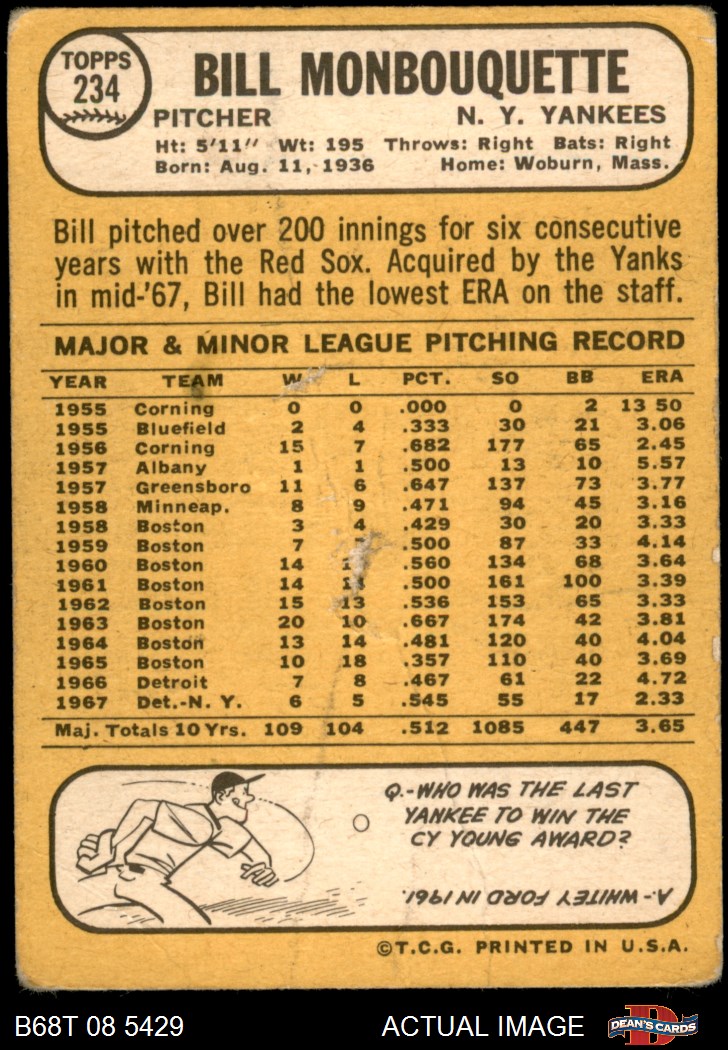 TOPPS
234
BILL MONBOUQUETTE
PITCHER N. Y. YANKEES
Ht: 5'11" Wt: 195 Throws: Right Bats: Right
Born: Aug. 11, 1936 Home: Woburn, Mass.
Bill pitched over 200 innings for six consecutive
years with the Red Sox. Acquired by the Yanks
in mid-'67, Bill had the lowest ERA on the staff.
MAJOR & MINOR LEAGUE PITCHING RECORD
YEAR TEAM W L PCT. SO BB ERA
1955 Corning 0 0 .000 0 2 13 50
1955 Bluefield 2 4 .333 30 21 3.06
1956 Corning 15 7 .682 177 65 2.45
1957 Albany 1 1 .500 13 10 5.57
1957 Greensboro 11 6 .647 137 73 3.77
1958 Minneap. 8 9 .471 94 45 3.16
1958 Boston 3 4 .429 30 20 3.33
1959 Boston 7 .500 87 33 4.14
1960 Boston 14 .560 134 68 3.64
1961 Boston 14 .500 161 100 3.39
1962 Boston 15 13 .536 153 65 3.33
1963 Boston 20 10 .667 174 42 3.81
1964 Boston 13 14 .481 120 40 4.04
1965 Boston 10 18 .357 110 40 3.69
1966 Detroit 7 8 .467 61 22 4.72
1967 Det.-N. Y. 6 5 .545 55 17 2.33
Maj. Totals 10 Yrs. 109 104 .512 1085 447 3.65
Q.-WHO WAS THE LAST
YANKEE TO WIN THE
CY YOUNG AWARD?
A.-WHITEY FORD IN 1961.
©T.C.G. PRINTED IN U.S.A.
B68T 08 5429 ACTUAL IMAGE D DEAN'S CARDS